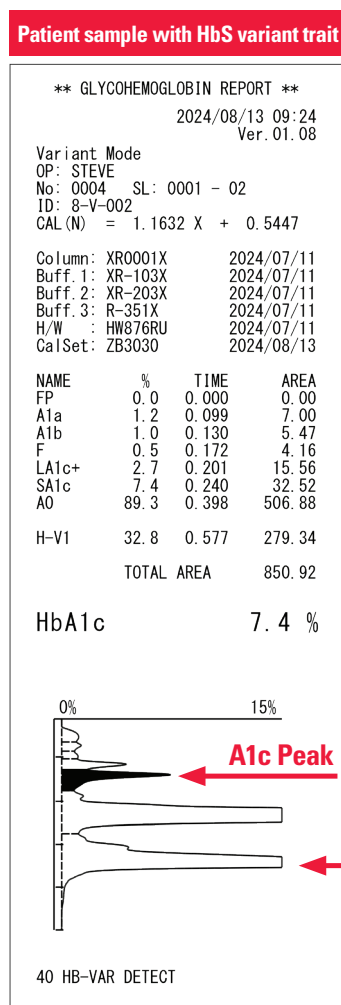 Patient sample with HbS variant trait
** GLYCOHEMOGLOBIN REPORT **
2024/08/13 09:24
Ver.01.08
Variant Mode
OP: STEVE
No: 0004 SL: 0001 - 02
ID: 8-V-002
CAL(N) = 1.1632 X + 0.5447
Column: XR0001X 2024/07/11
Buff.1: XR-103X 2024/07/11
Buff.2: XR-203X 2024/07/11
Buff.3: R-351X 2024/07/11
H/W : HW876RU 2024/07/11
CalSet: ZB3030 2024/08/13
NAME % TIME AREA
FP 0.0 0.000 0.00
A1a 1.2 0.099 7.00
A1b 1.0 0.130 5.47
F 0.5 0.172 4.16
LA1c+ 2.7 0.201 15.56
SA1c 7.4 0.240 32.52
A0 89.3 0.398 506.88
H-V1 32.8 0.577 279.34
TOTAL AREA 850.92
HbA1c 7.4 %
0% 15%
A1c Peak
40 HB-VAR DETECT